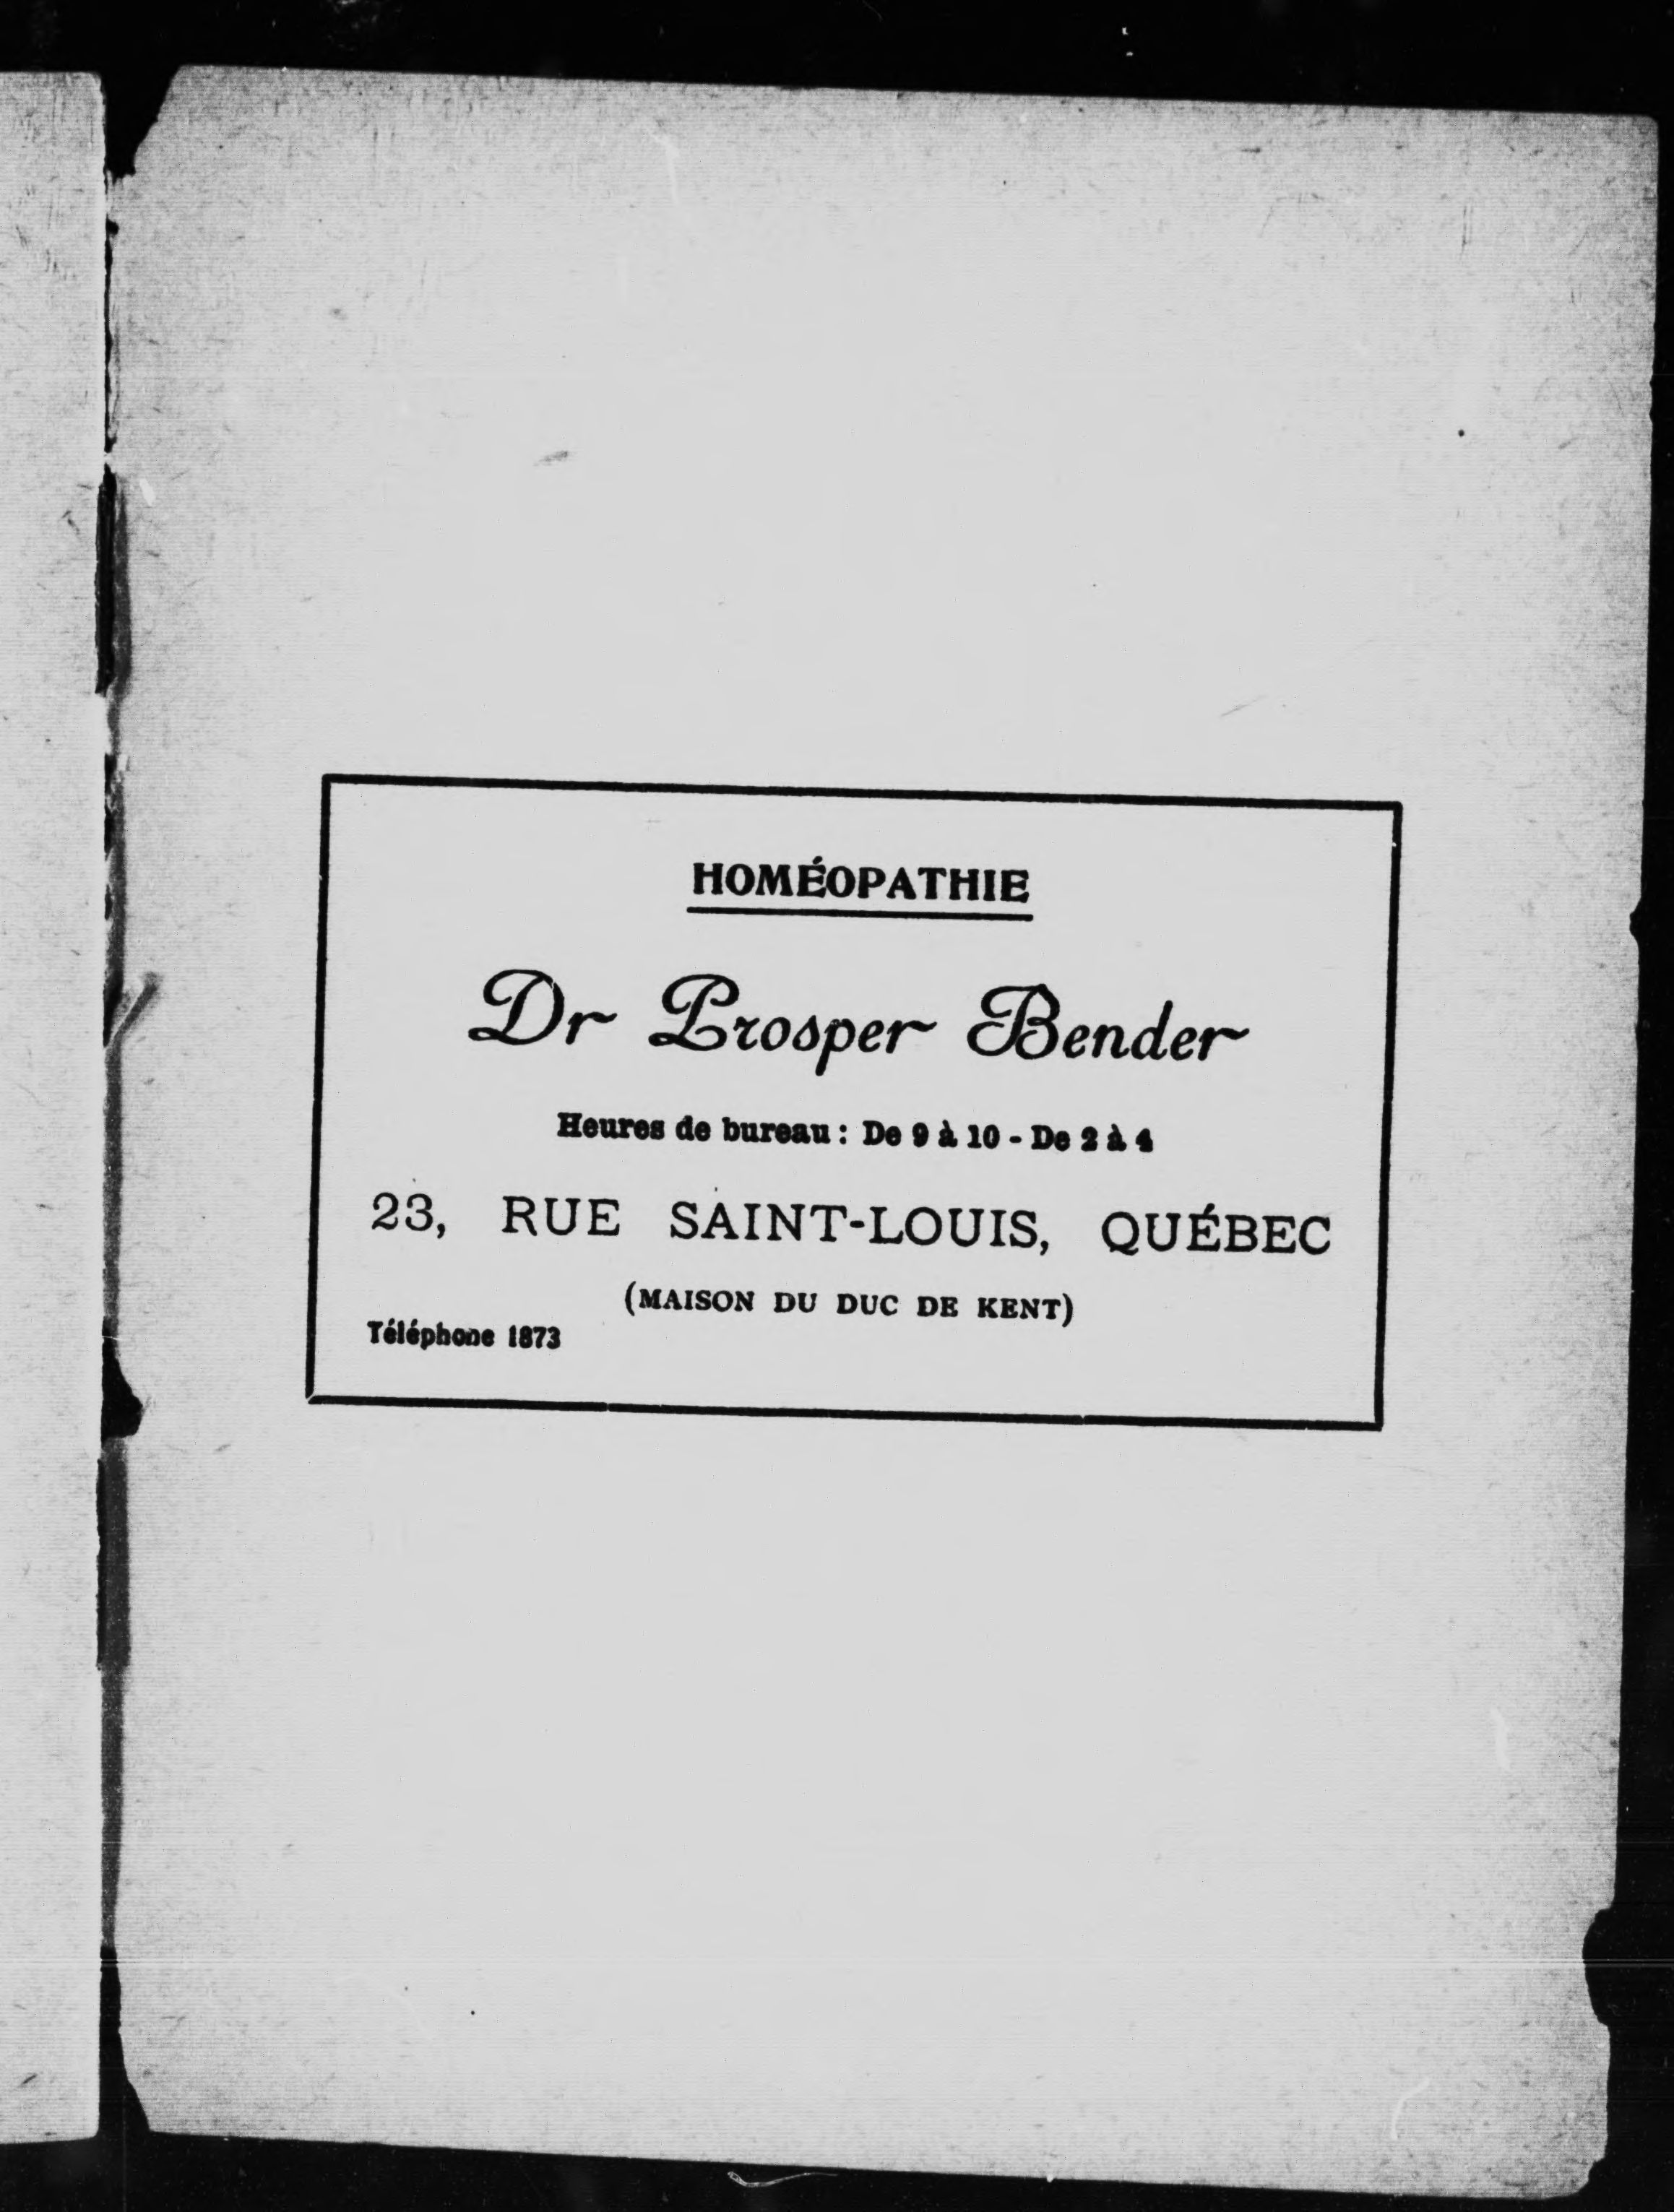 HOMÉOPATHIE
Dr Prosper Bender
Heures de bureau : De 9 à 10 - De 2 à 4
23, RUE SAINT-LOUIS, QUÉBEC
(MAISON DU DUC DE KENT)
Téléphone 1873